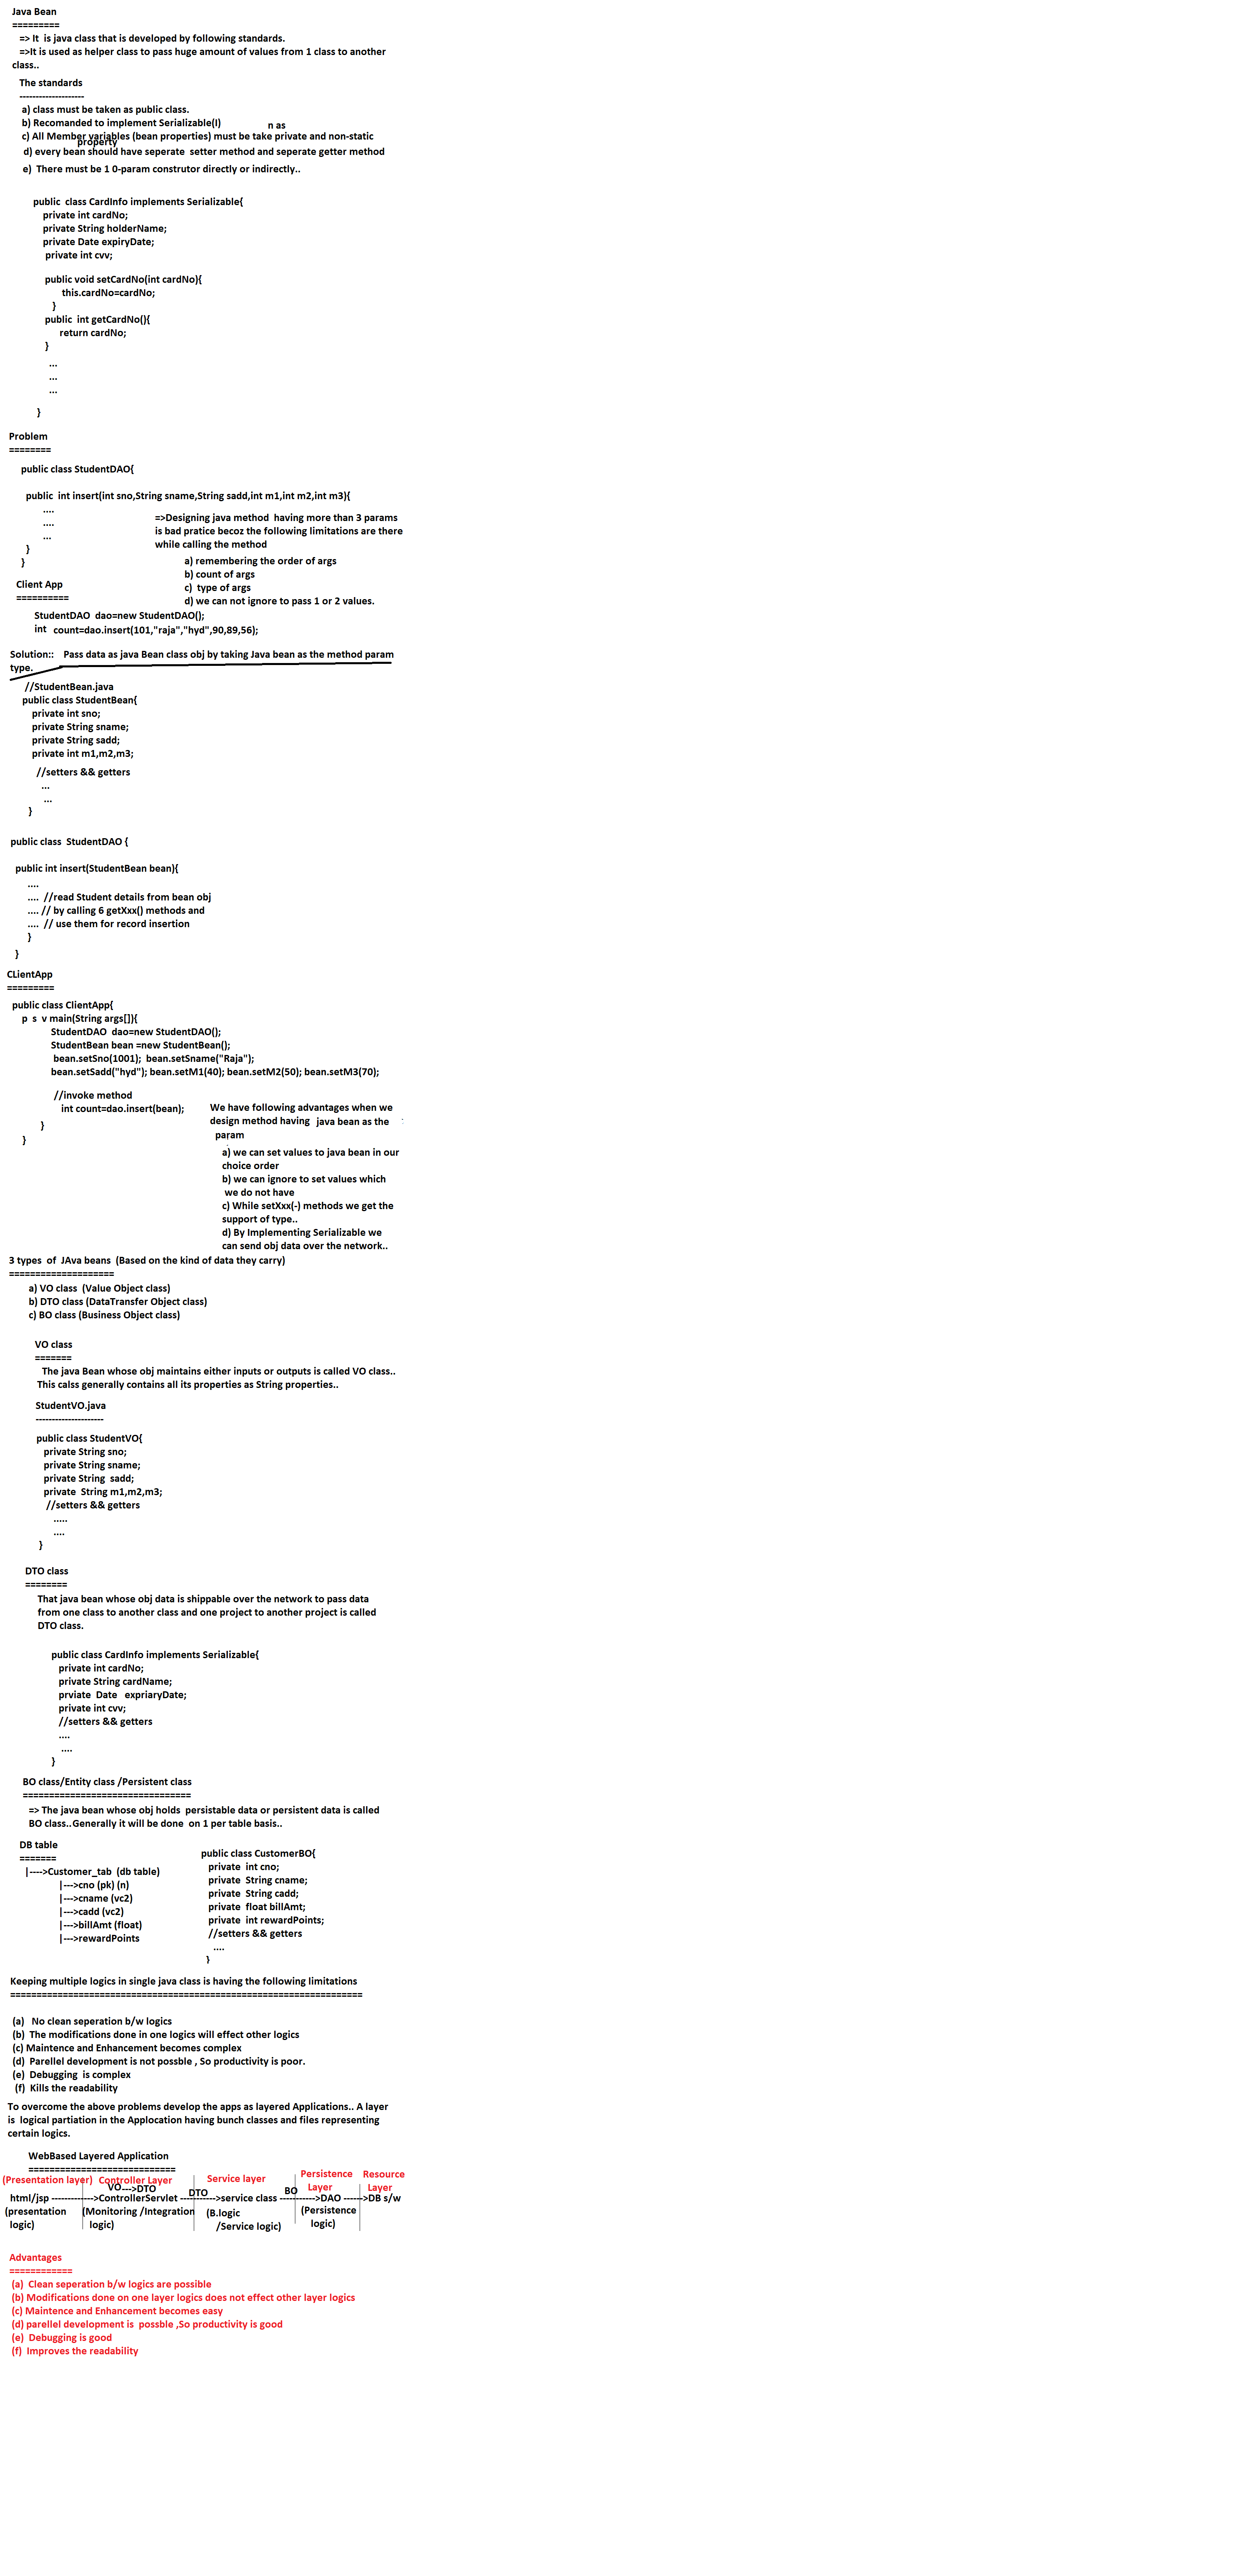 Java Bean
=========
=> It  is java class that is developed by following standards.
=>It is used as helper class to pass huge amount of values from 1 class to another
class..
The standards
--------------------
a) class must be taken as public class.
b) Recomanded to implement Serializable(I)
n as
c) All Member variables (bean properties) must be take private and non-static
property
d) every bean should have seperate  setter method and seperate getter method
e)  There must be 1 0-param construtor directly or indirectly..
public  class CardInfo implements Serializable{
private int cardNo;
private String holderName;
private Date expiryDate;
private int cvv;
public void setCardNo(int cardNo){
this.cardNo=cardNo;
}
public  int getCardNo(){
return cardNo;
}
...
...
...
}
Problem
========
public class StudentDAO{
public  int insert(int sno,String sname,String sadd,int m1,int m2,int m3){
....
....
...
}
}
=>Designing java method  having more than 3 params
is bad pratice becoz the following limitations are there
while calling the method
a) remembering the order of args
b) count of args
c)  type of args
d) we can not ignore to pass 1 or 2 values.
Client App
==========
StudentDAO  dao=new StudentDAO();
int  count=dao.insert(101,"raja","hyd",90,89,56);
Solution::   Pass data as java Bean class obj by taking Java bean as the method param
type.
//StudentBean.java
public class StudentBean{
private int sno;
private String sname;
private String sadd;
private int m1,m2,m3;
//setters && getters
...
...
}
public class  StudentDAO {
public int insert(StudentBean bean){
....
....  //read Student details from bean obj
.... // by calling 6 getXxx() methods and
....  // use them for record insertion
}
}
CLientApp
=========
public class ClientApp{
p  s  v main(String args[]){
StudentDAO  dao=new StudentDAO();
StudentBean bean =new StudentBean();
bean.setSno(1001);  bean.setSname("Raja");
bean.setSadd("hyd"); bean.setM1(40); bean.setM2(50); bean.setM3(70);
//invoke method
int count=dao.insert(bean);
}
}
We have following advantages when we
design method having  java bean as the
param
a) we can set values to java bean in our
choice order
b) we can ignore to set values which
we do not have
c) While setXxx(-) methods we get the
support of type..
d) By Implementing Serializable we
can send obj data over the network..
3 types  of  JAva beans  (Based on the kind of data they carry)
====================
a) VO class  (Value Object class)
b) DTO class (DataTransfer Object class)
c) BO class (Business Object class)
VO class
=======
The java Bean whose obj maintains either inputs or outputs is called VO class..
This calss generally contains all its properties as String properties..
StudentVO.java
---------------------
public class StudentVO{
private String sno;
private String sname;
private String  sadd;
private  String m1,m2,m3;
//setters && getters
.....
....
}
DTO class
========
That java bean whose obj data is shippable over the network to pass data
from one class to another class and one project to another project is called
DTO class.
public class CardInfo implements Serializable{
private int cardNo;
private String cardName;
prviate  Date   expriaryDate;
private int cvv;
//setters && getters
....
....
}
BO class/Entity class /Persistent class
================================
=> The java bean whose obj holds  persistable data or persistent data is called
BO class..Generally it will be done  on 1 per table basis..
DB table
=======
|---->Customer_tab  (db table)
|--->cno (pk) (n)
|--->cname (vc2)
|--->cadd (vc2)
|--->billAmt (float)
|--->rewardPoints
public class CustomerBO{
private  int cno;
private  String cname;
private  String cadd;
private  float billAmt;
private  int rewardPoints;
//setters && getters
....
}
Keeping multiple logics in single java class is having the following limitations
===================================================================
(a)   No clean seperation b/w logics
(b)  The modifications done in one logics will effect other logics
(c) Maintence and Enhancement becomes complex
(d)  Parellel development is not possble , So productivity is poor.
(e)  Debugging  is complex
(f)  Kills the readability
To overcome the above problems develop the apps as layered Applications.. A layer
is  logical partiation in the Applocation having bunch classes and files representing
certain logics.
WebBased Layered Application
============================
(Presentation layer)  Controller Layer  Service layer  Persistence Layer  Resource Layer
VO--->DTO  DTO  BO
html/jsp ------------->ControllerServlet ----------->service class ----------->DAO ------>DB s/w
(presentation logic)  (Monitoring /Integration logic)  (B.logic /Service logic)  (Persistence logic)
Advantages
============
(a)  Clean seperation b/w logics are possible
(b) Modifications done on one layer logics does not effect other layer logics
(c) Maintence and Enhancement becomes easy
(d) parellel development is  possble ,So productivity is good
(e)  Debugging is good
(f)  Improves the readability